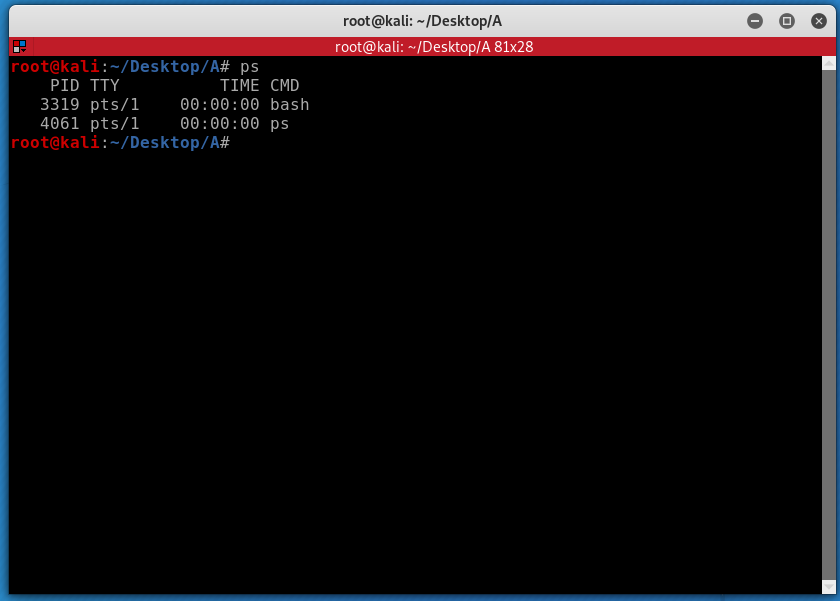 root@kali: ~/Desktop/A
root@kali: ~/Desktop/A 81x28
root@kali:~/Desktop/A# ps
    PID TTY          TIME CMD
   3319 pts/1    00:00:00 bash
   4061 pts/1    00:00:00 ps
root@kali:~/Desktop/A#